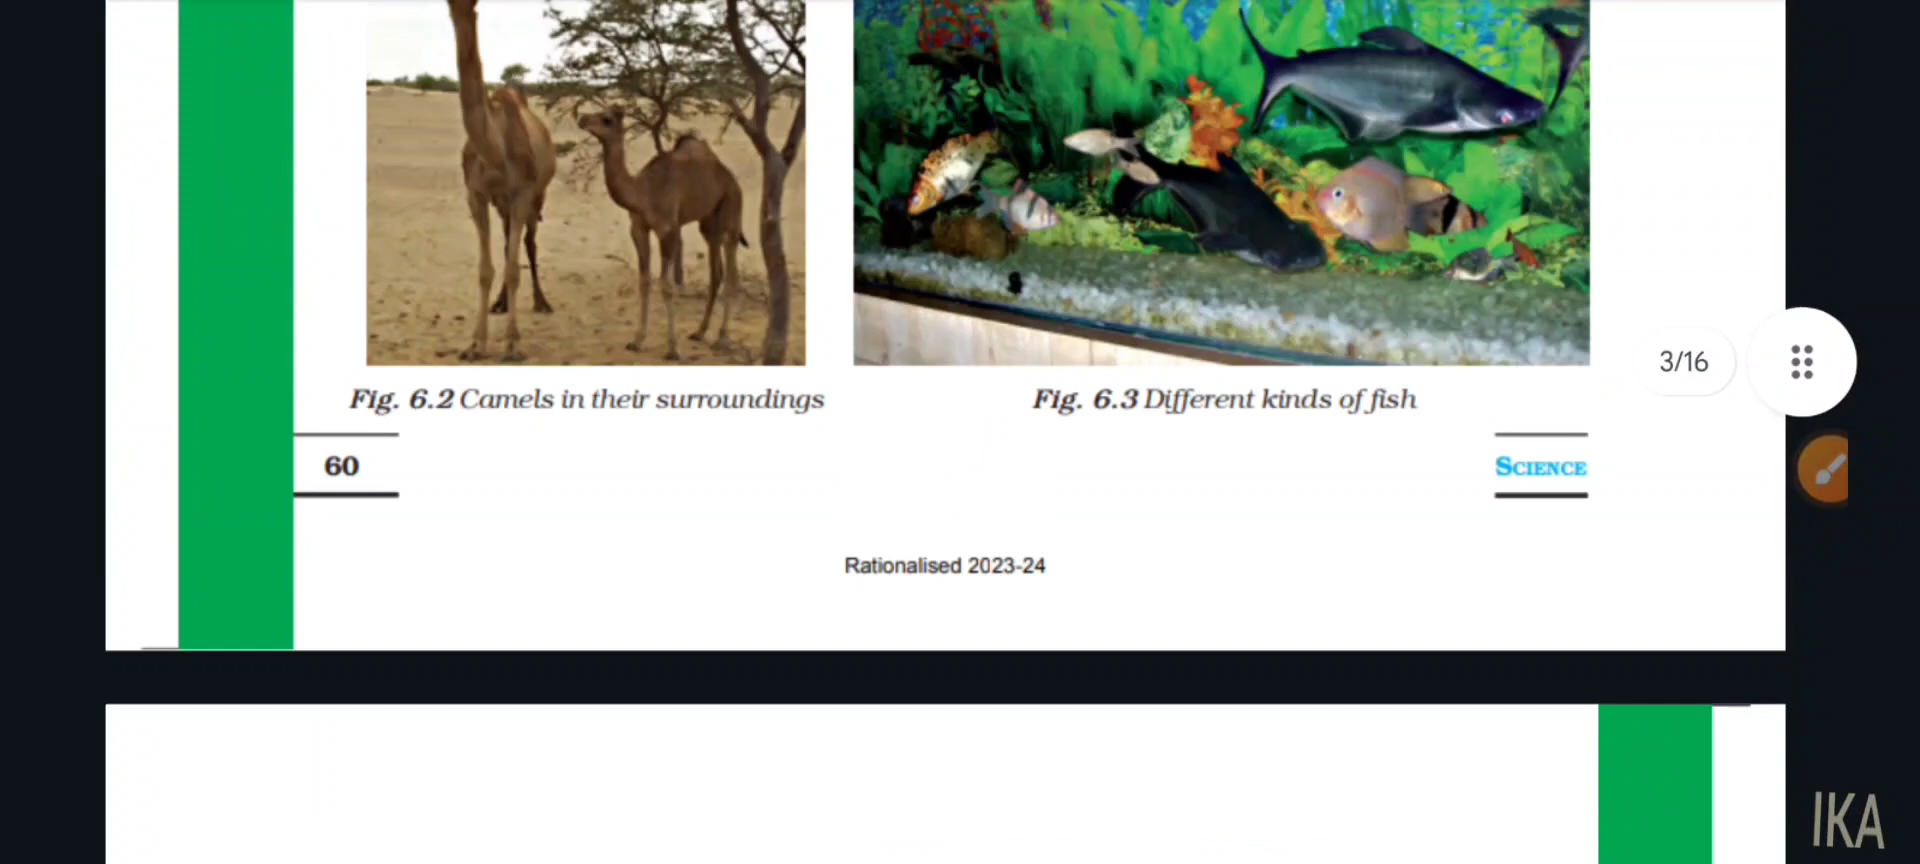 Fig. 6.2 Camels in their surroundings
Fig. 6.3 Different kinds of fish
3/16
60
SCIENCE
Rationalised 2023-24
IKA